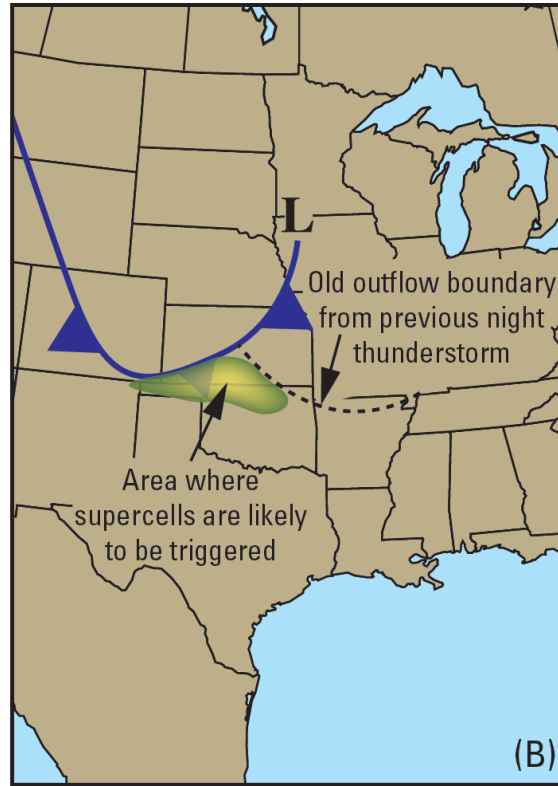 L
Old outflow boundary
from previous night
thunderstorm
Area where
supercells are likely
to be triggered
(B)